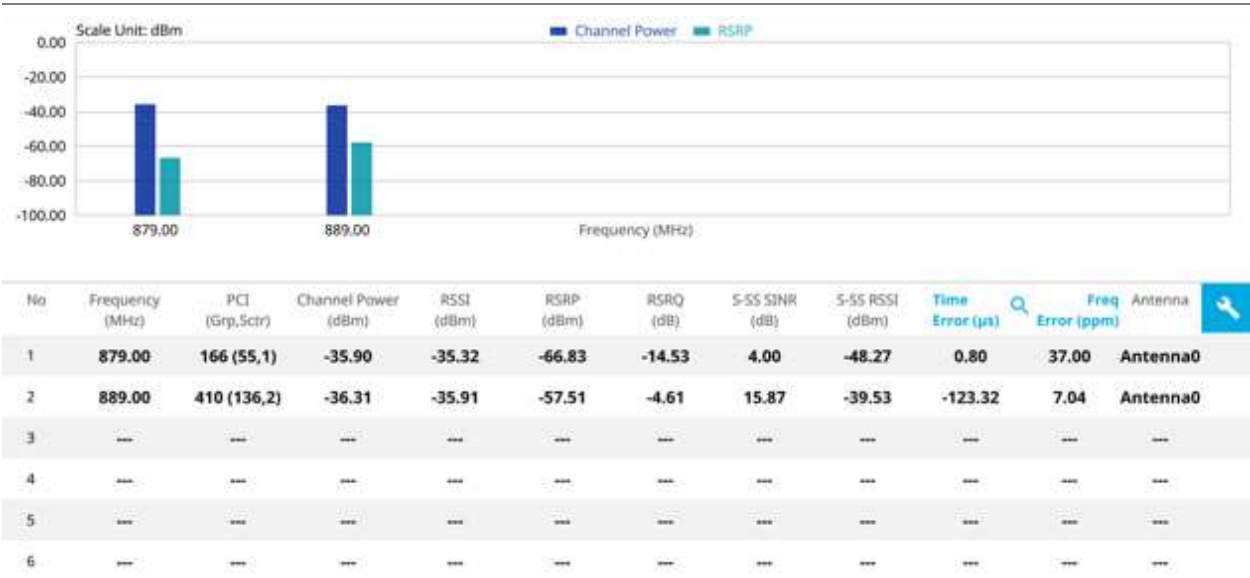 Scale Unit: dBm
Channel Power RSRP
0.00
-20.00
-40.00
-60.00
-80.00
-100.00
879.00 889.00 Frequency (MHz)
No Frequency (MHz) PCI (Grp,Sctr) Channel Power (dBm) RSSI (dBm) RSRP (dBm) RSRQ (dB) S-SS SINR (dB) S-SS RSSI (dBm) Time Error (µs) Freq Error (ppm) Antenna
1 879.00 166 (55,1) -35.90 -35.32 -66.83 -14.53 4.00 -48.27 0.80 37.00 Antenna0
2 889.00 410 (136,2) -36.31 -35.91 -57.51 -4.61 15.87 -39.53 -123.32 7.04 Antenna0
3 --- --- --- --- --- --- --- --- --- --- ---
4 --- --- --- --- --- --- --- --- --- --- ---
5 --- --- --- --- --- --- --- --- --- --- ---
6 --- --- --- --- --- --- --- --- --- --- ---